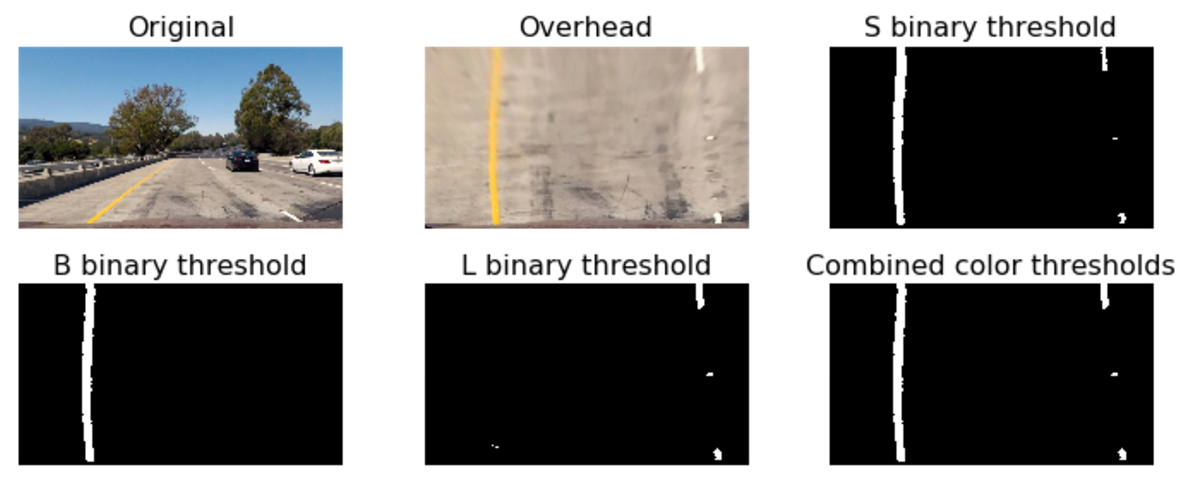 Original
Overhead
S binary threshold
B binary threshold
L binary threshold
Combined color thresholds